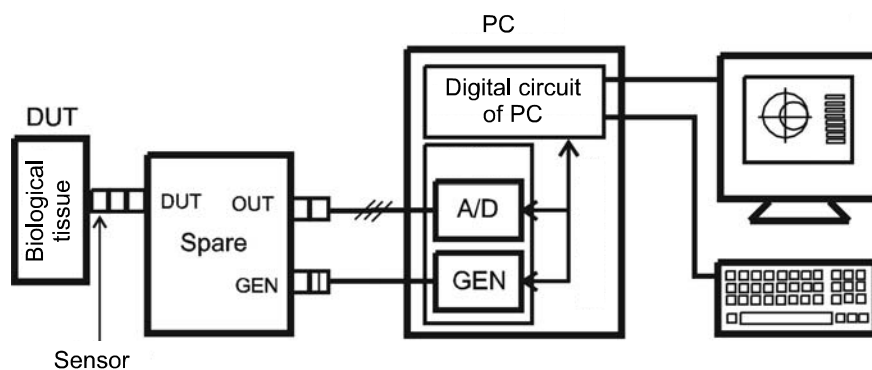 PC
Digital circuit
of PC
DUT
Biological
tissue
DUT
OUT
A/D
Spare
GEN
GEN
Sensor